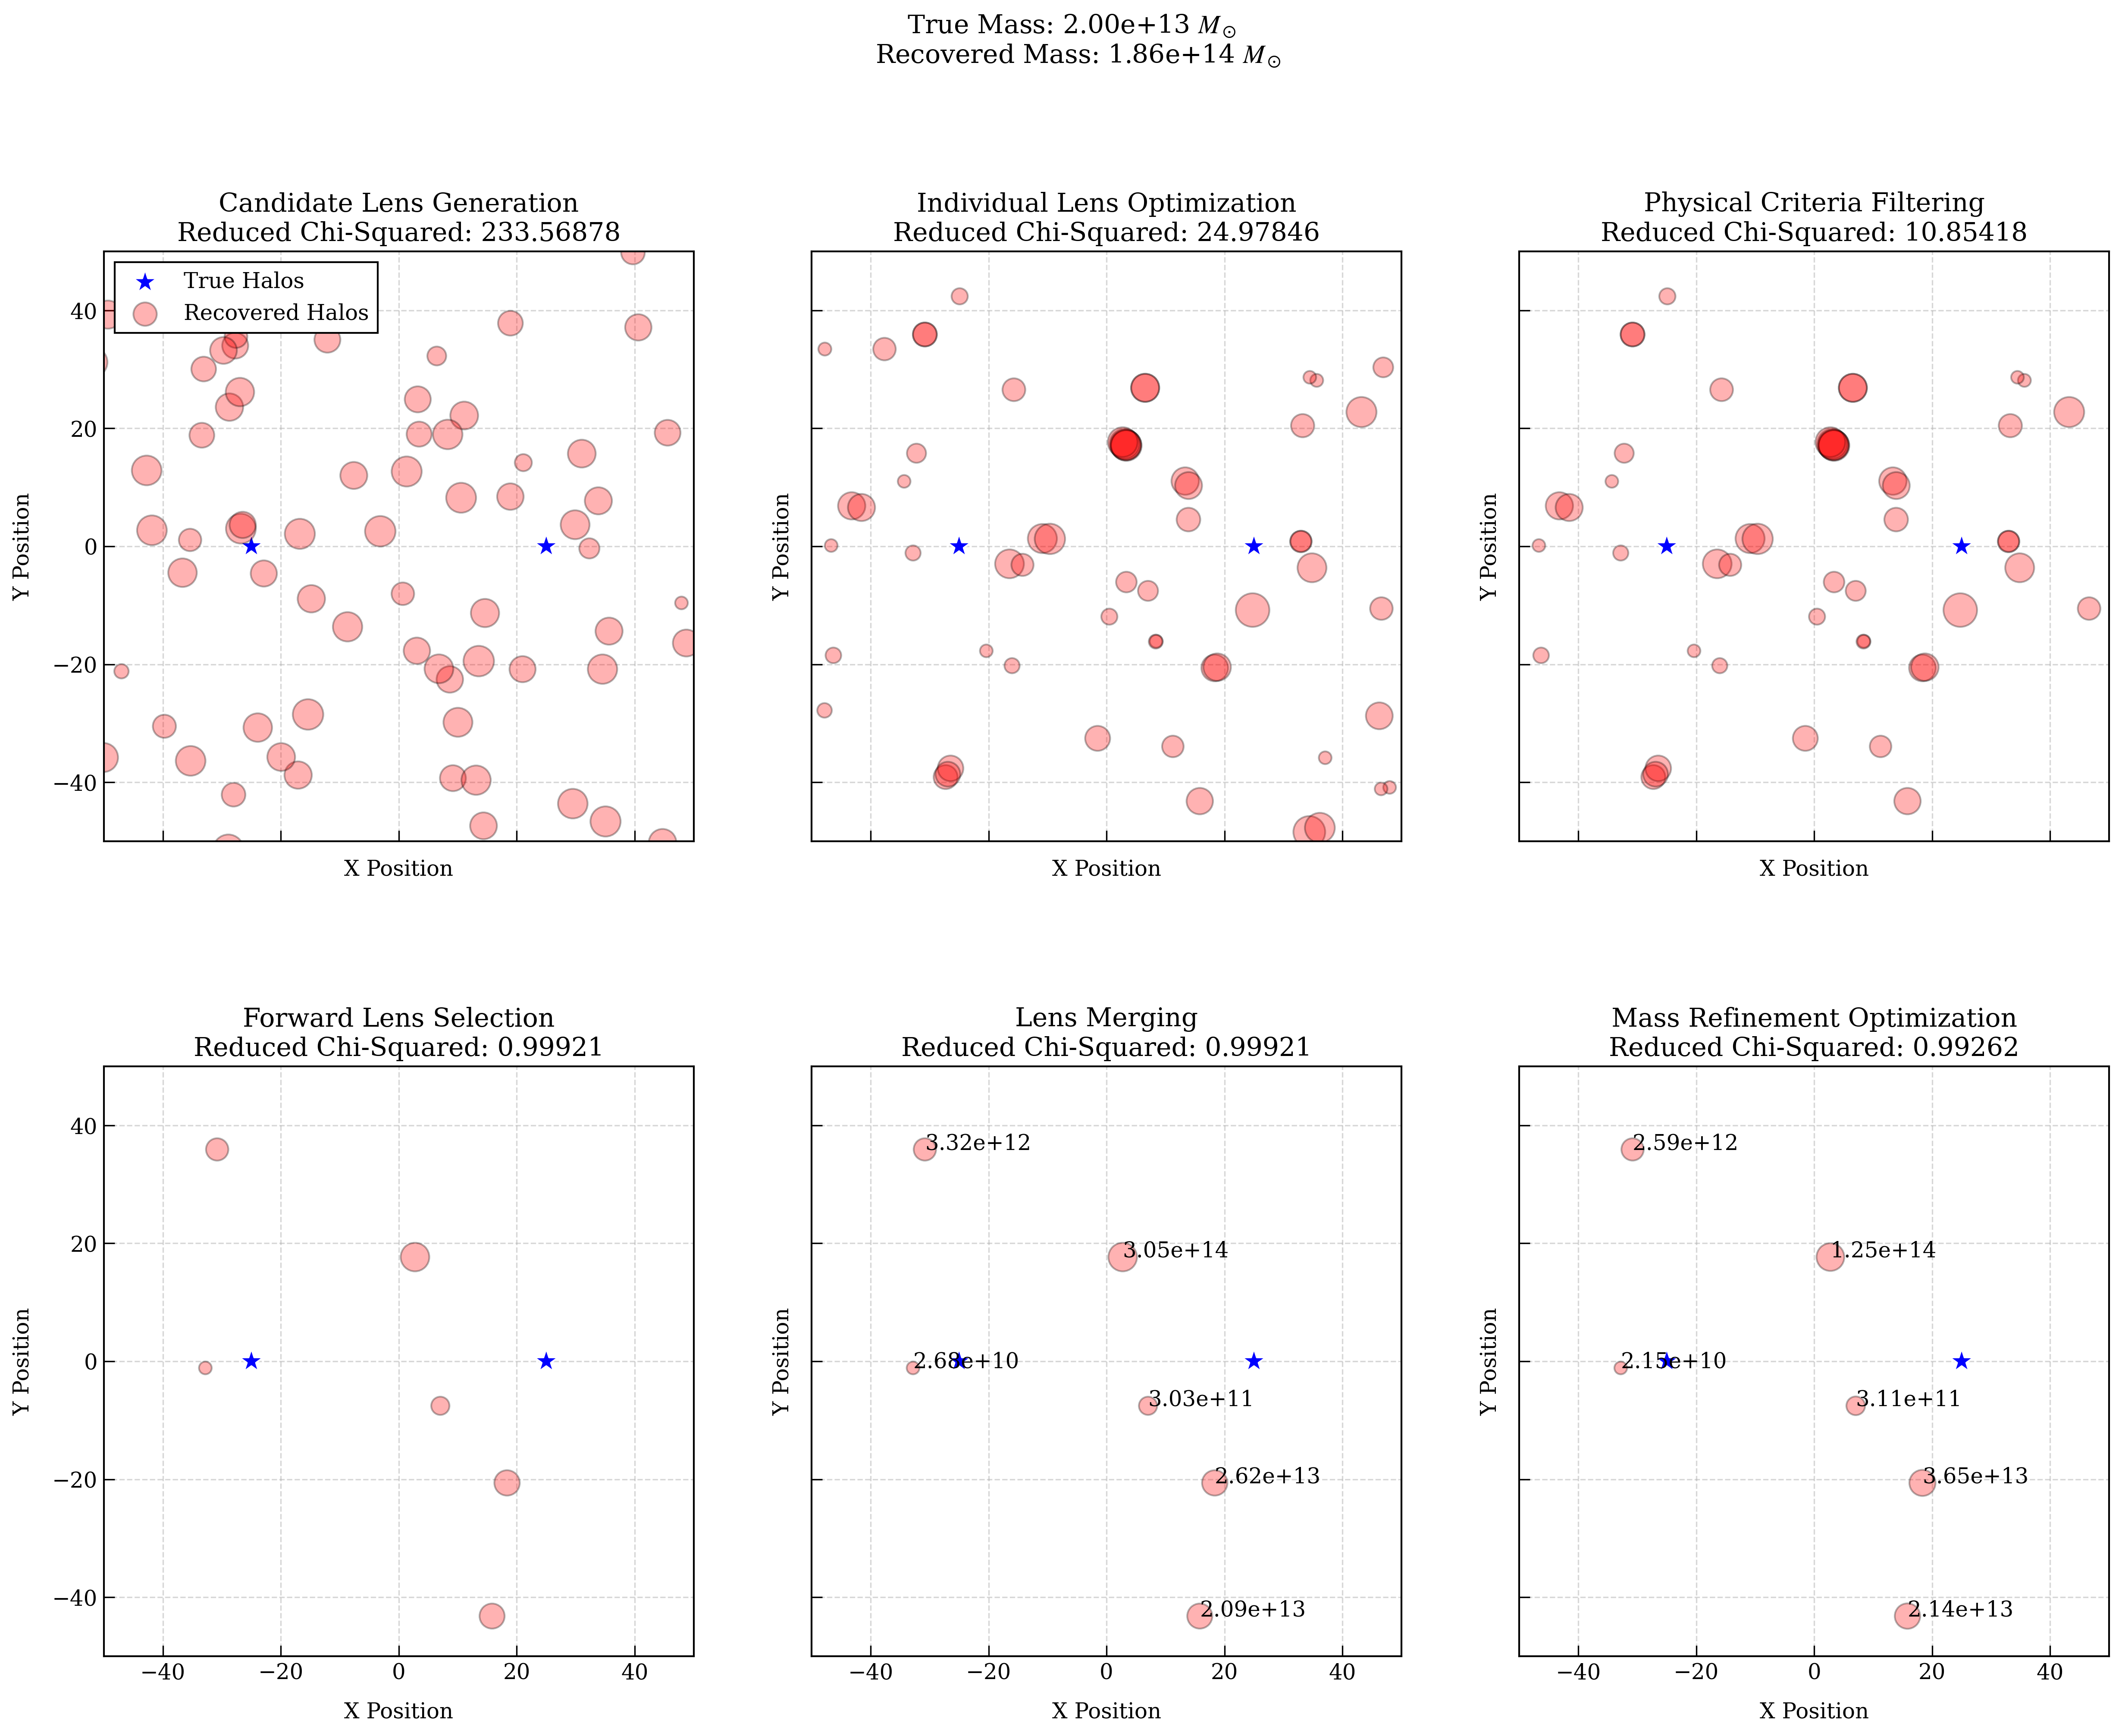 True Mass: 2.00e+13 M☉
Recovered Mass: 1.86e+14 M☉
Candidate Lens Generation
Reduced Chi-Squared: 233.56878
True Halos
Recovered Halos
40
20
0
−20
−40
Y Position
X Position
Individual Lens Optimization
Reduced Chi-Squared: 24.97846
Y Position
X Position
Physical Criteria Filtering
Reduced Chi-Squared: 10.85418
Y Position
X Position
Forward Lens Selection
Reduced Chi-Squared: 0.99921
40
20
0
−20
−40
Y Position
−40 −20 0 20 40
X Position
Lens Merging
Reduced Chi-Squared: 0.99921
3.32e+12
3.05e+14
2.68e+10
3.03e+11
2.62e+13
2.09e+13
Y Position
−40 −20 0 20 40
X Position
Mass Refinement Optimization
Reduced Chi-Squared: 0.99262
2.59e+12
1.25e+14
2.15e+10
3.11e+11
3.65e+13
2.14e+13
Y Position
−40 −20 0 20 40
X Position